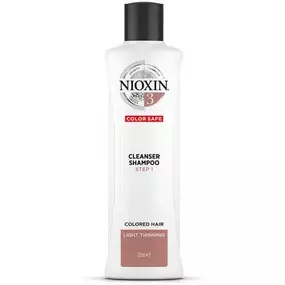 NIOXIN
3
COLOR SAFE
CLEANSER
SHAMPOO
STEP 1
COLORED HAIR
LIGHT THINNING